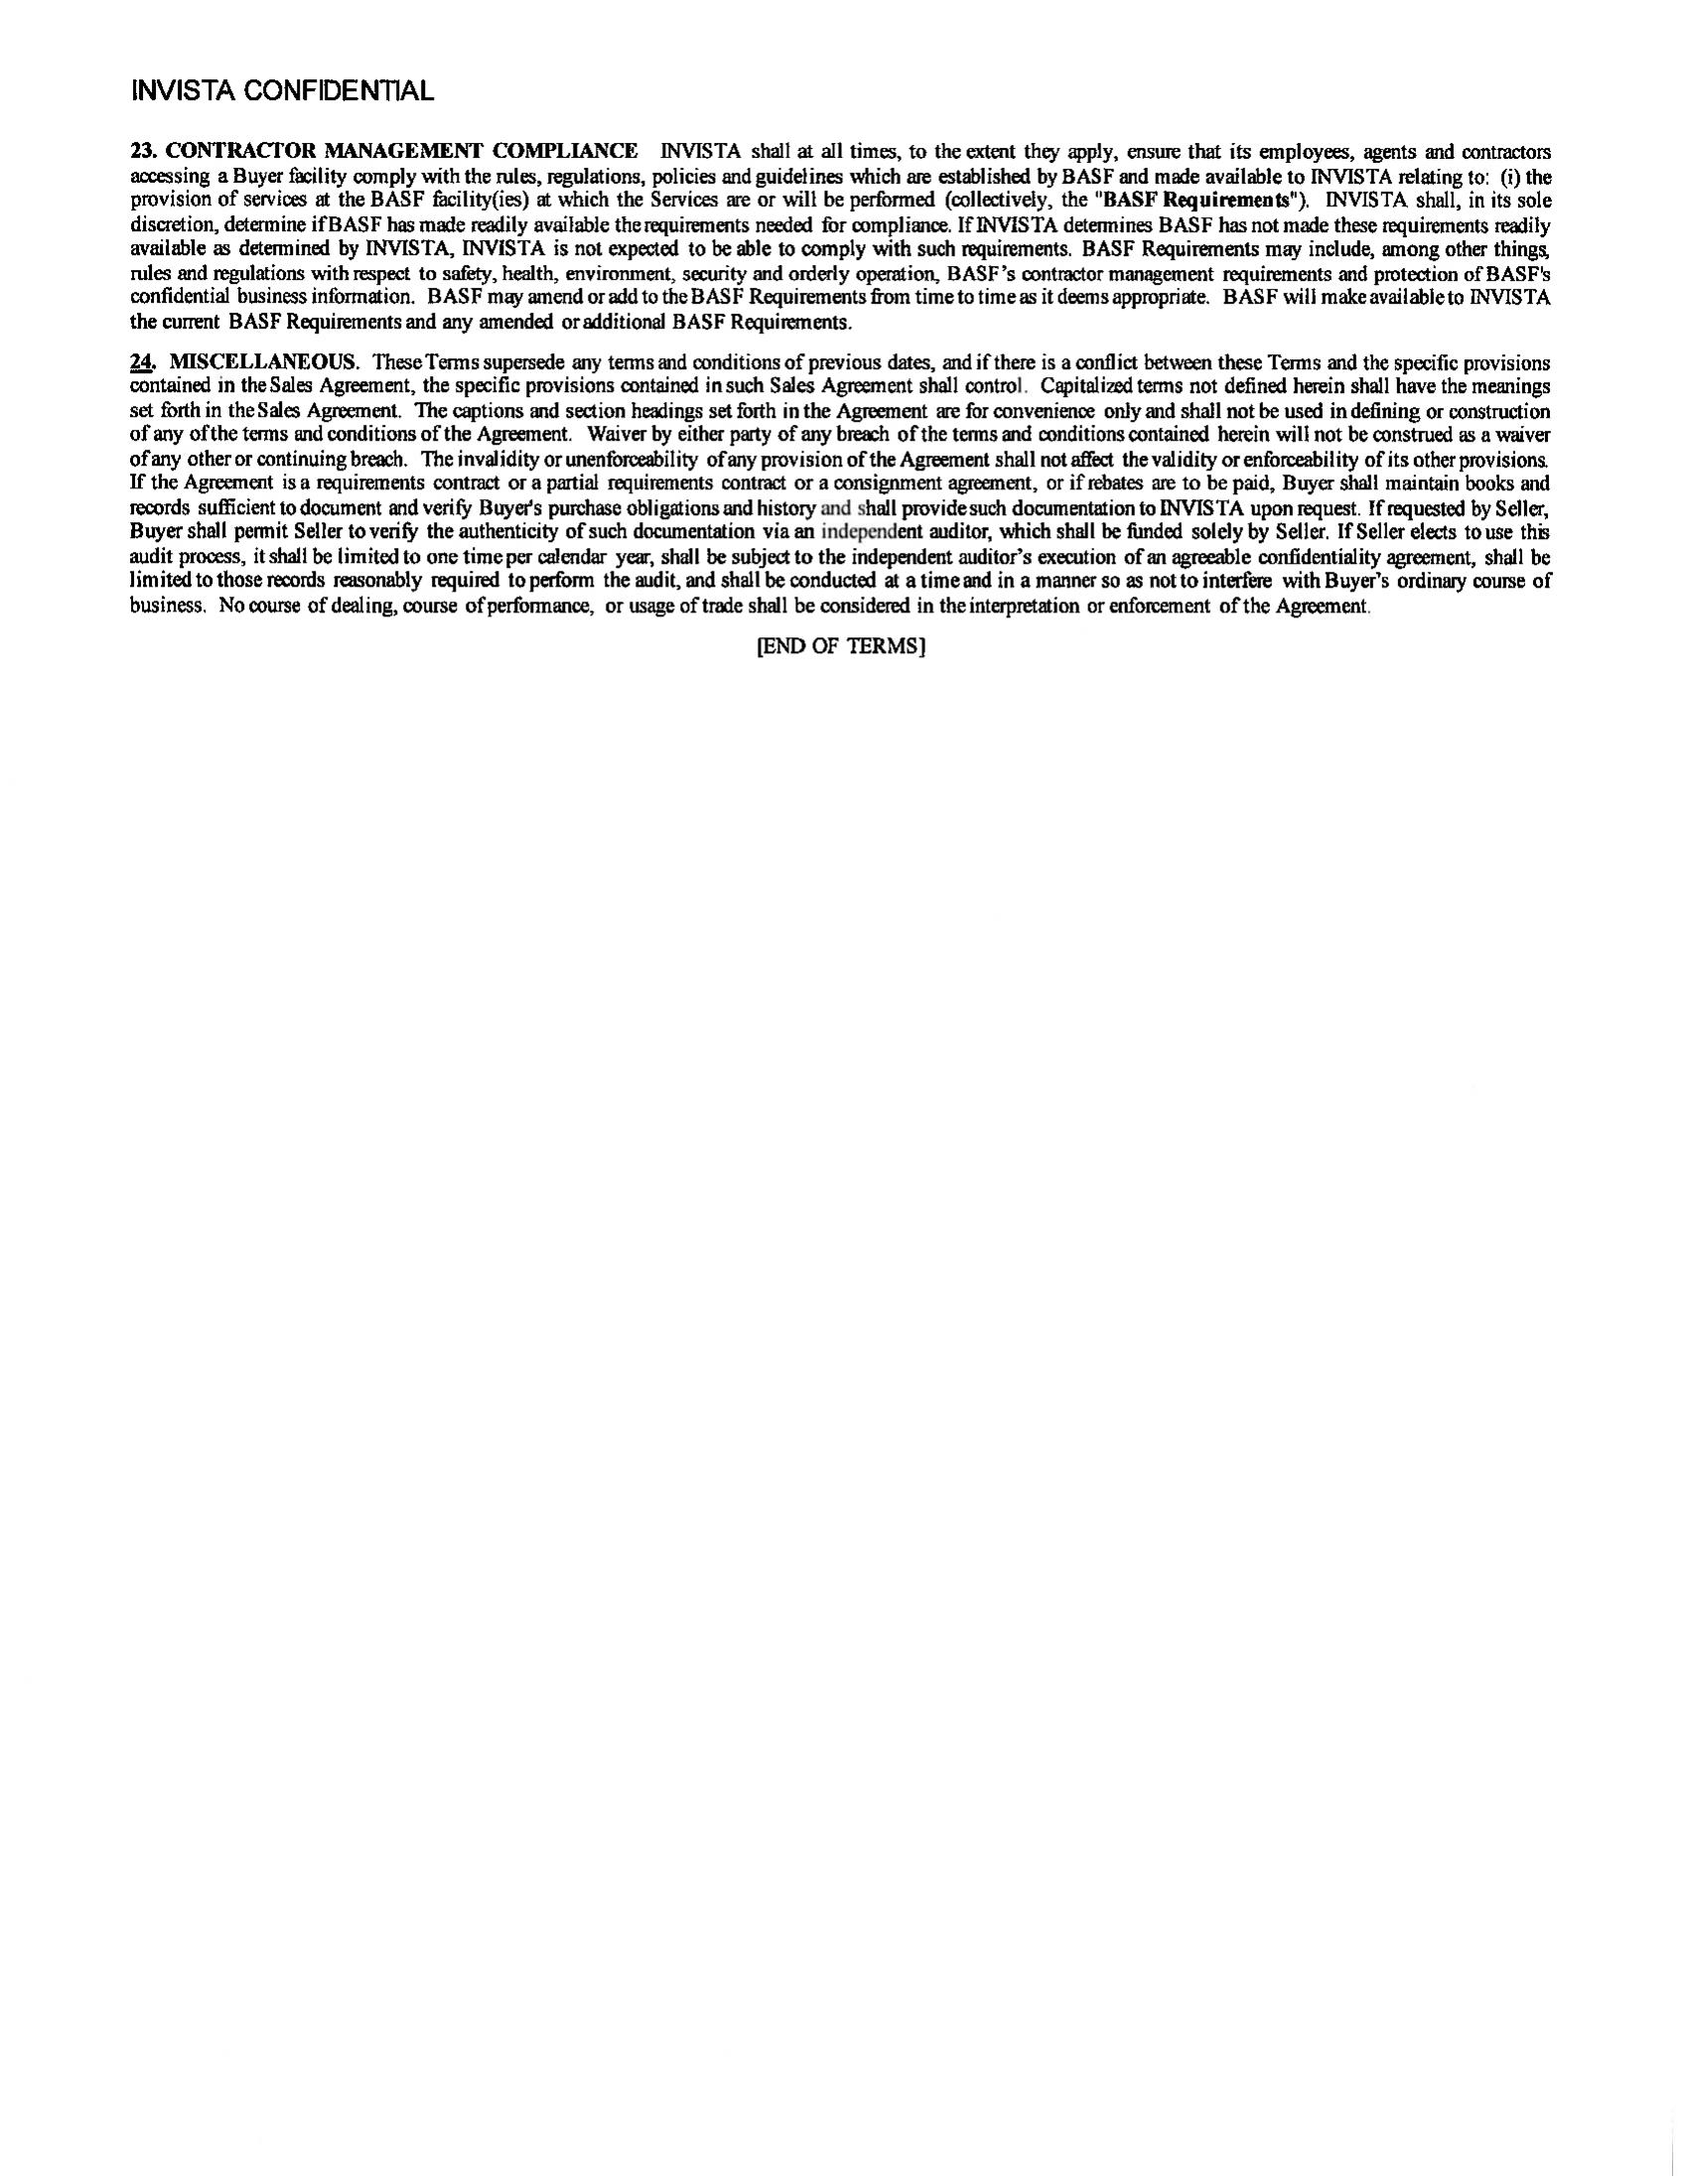 INVISTA CONFIDENTIAL
23. CONTRACTOR MANAGEMENT COMPLIANCE INVISTA shall at all times, to the extent they apply, ensure that its employees, agents and contractors
accessing a Buyer facility comply with the rules, regulations, policies and guidelines which are established by BASF and made available to INVISTA relating to: (i) the
provision of services at the BASF facility(ies) at which the Services are or will be performed (collectively, the "BASF Requirements"). INVISTA shall, in its sole
discretion, determine if BASF has made readily available the requirements needed for compliance. If INVISTA determines BASF has not made these requirements readily
available as determined by INVISTA, INVISTA is not expected to be able to comply with such requirements. BASF Requirements may include, among other things,
rules and regulations with respect to safety, health, environment, security and orderly operation, BASF's contractor management requirements and protection of BASF's
confidential business information. BASF may amend or add to the BASF Requirements from time to time as it deems appropriate. BASF will make available to INVISTA
the current BASF Requirements and any amended or additional BASF Requirements.
24. MISCELLANEOUS. These Terms supersede any terms and conditions of previous dates, and if there is a conflict between these Terms and the specific provisions
contained in the Sales Agreement, the specific provisions contained in such Sales Agreement shall control. Capitalized terms not defined herein shall have the meanings
set forth in the Sales Agreement. The captions and section headings set forth in the Agreement are for convenience only and shall not be used in defining or construction
of any of the terms and conditions of the Agreement. Waiver by either party of any breach of the terms and conditions contained herein will not be construed as a waiver
of any other or continuing breach. The invalidity or unenforceability of any provision of the Agreement shall not affect the validity or enforceability of its other provisions.
If the Agreement is a requirements contract or a partial requirements contract or a consignment agreement, or if rebates are to be paid, Buyer shall maintain books and
records sufficient to document and verify Buyer's purchase obligations and history and shall provide such documentation to INVISTA upon request. If requested by Seller,
Buyer shall permit Seller to verify the authenticity of such documentation via an independent auditor, which shall be funded solely by Seller. If Seller elects to use this
audit process, it shall be limited to one time per calendar year, shall be subject to the independent auditor's execution of an agreeable confidentiality agreement, shall be
limited to those records reasonably required to perform the audit, and shall be conducted at a time and in a manner so as not to interfere with Buyer's ordinary course of
business. No course of dealing, course of performance, or usage of trade shall be considered in the interpretation or enforcement of the Agreement.
[END OF TERMS]